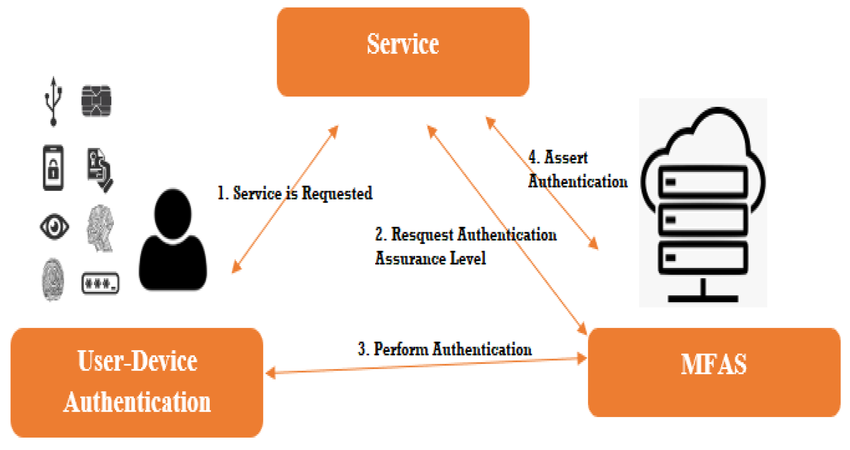 Service
4. Assert
Authentication
1. Service is Requested
2. Resquest Authentication
Assurance Level
3. Perform Authentication
User-Device
Authentication
MFAS
***_